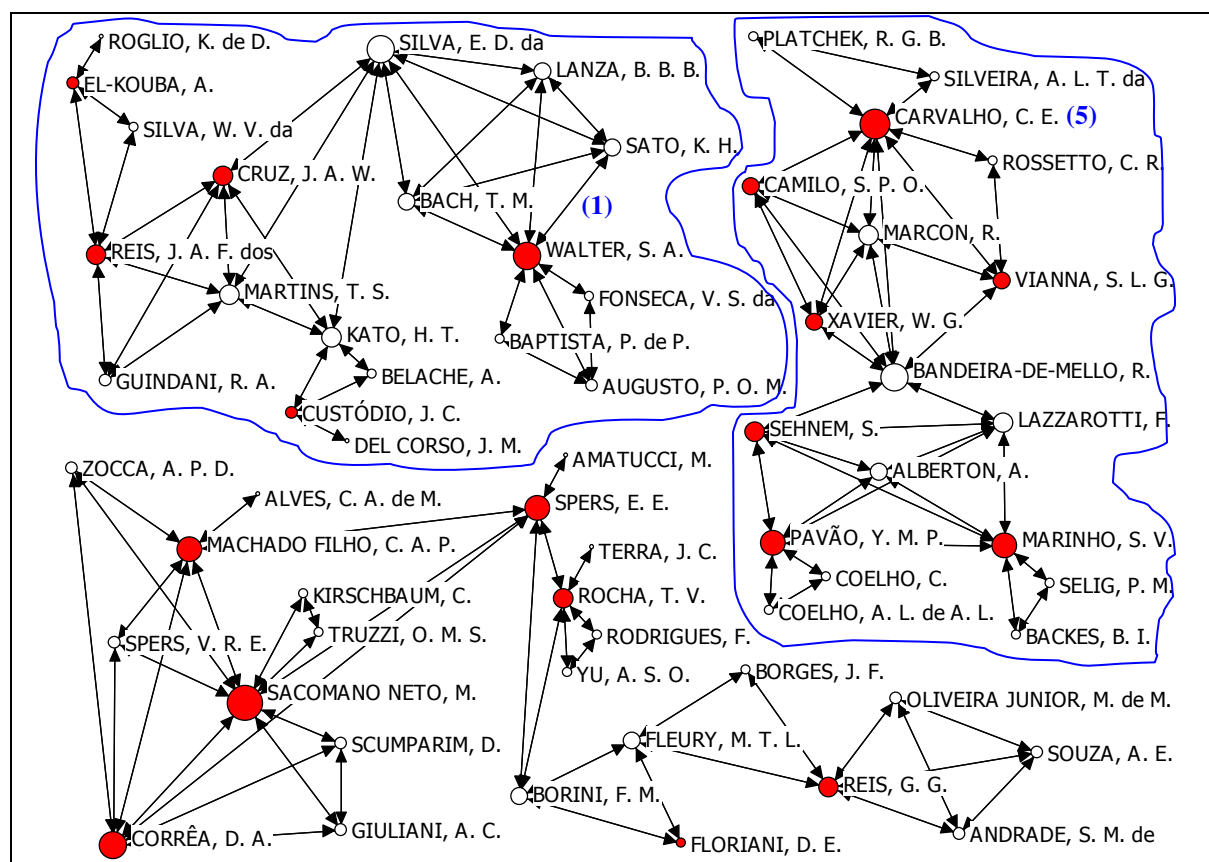 ROGLIO, K. de D.
EL-KOUBA, A.
SILVA, W. V. da
CRUZ, J. A. W.
REIS, J. A. F. dos
MARTINS, T. S.
GUINDANI, R. A.
KATO, H. T.
BELACHE, A.
CUSTÓDIO, J. C.
DEL CORSO, J. M.
SILVA, E. D. da
LANZA, B. B. B.
SATO, K. H.
BACH, T. M.
(1)
WALTER, S. A.
FONSECA, V. S. da
BAPTISTA, P. de P.
AUGUSTO, P. O. M.
PLATCHEK, R. G. B.
SILVEIRA, A. L. T. da
CARVALHO, C. E. (5)
ROSSETTO, C. R.
CAMILO, S. P. O.
MARCON, R.
VIANNA, S. L. G.
XAVIER, W. G.
BANDEIRA-DE-MELLO, R.
SEHNEM, S.
LAZZAROTTI, F.
ALBERTON, A.
PAVÃO, Y. M. P.
MARINHO, S. V.
COELHO, C.
SELIG, P. M.
COELHO, A. L. de A. L.
BACKES, B. I.
ZOCCA, A. P. D.
ALVES, C. A. de M.
MACHADO FILHO, C. A. P.
KIRSCHBAUM, C.
TRUZZI, O. M. S.
SPERS, V. R. E.
SACOMANO NETO, M.
SCUMPARIM, D.
CORRÊA, D. A.
GIULIANI, A. C.
AMATUCCI, M.
SPERS, E. E.
TERRA, J. C.
ROCHA, T. V.
RODRIGUES, F.
YU, A. S. O.
BORGES, J. F.
FLEURY, M. T. L.
BORINI, F. M.
FLORIANI, D. E.
OLIVEIRA JUNIOR, M. de M.
SOUZA, A. E.
REIS, G. G.
ANDRADE, S. M. de